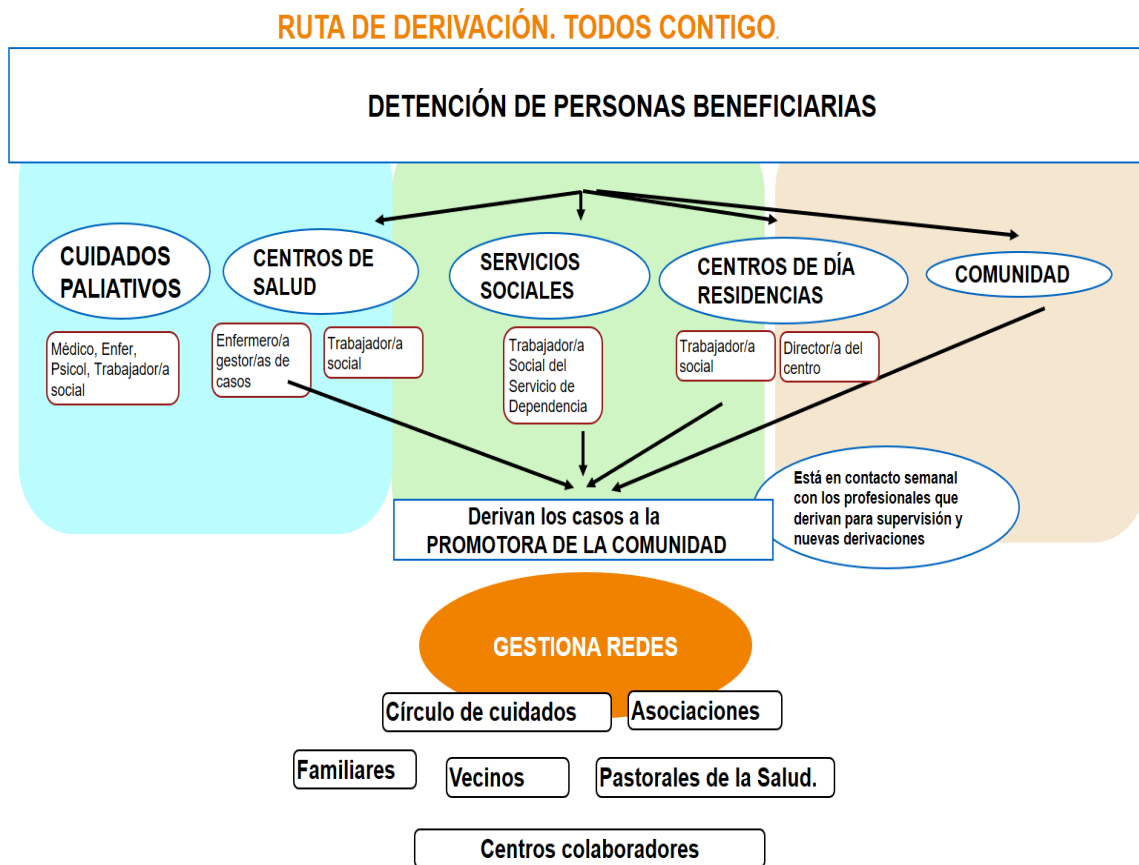 RUTA DE DERIVACIÓN. TODOS CONTIGO.
DETENCIÓN DE PERSONAS BENEFICIARIAS
CUIDADOS
PALIATIVOS
CENTROS DE
SALUD
SERVICIOS
SOCIALES
CENTROS DE DÍA
RESIDENCIAS
COMUNIDAD
Médico, Enfer,
Psicol, Trabajador/a
social
Enfermero/a
gestor/as de
casos
Trabajador/a
social
Trabajador/a
Social del
Servicio de
Dependencia
Trabajador/a
social
Director/a del
centro
Derivan los casos a la
PROMOTORA DE LA COMUNIDAD
Está en contacto semanal
con los profesionales que
derivan para supervisión y
nuevas derivaciones
GESTIONA REDES
Círculo de cuidados
Asociaciones
Familiares
Vecinos
Pastorales de la Salud.
Centros colaboradores